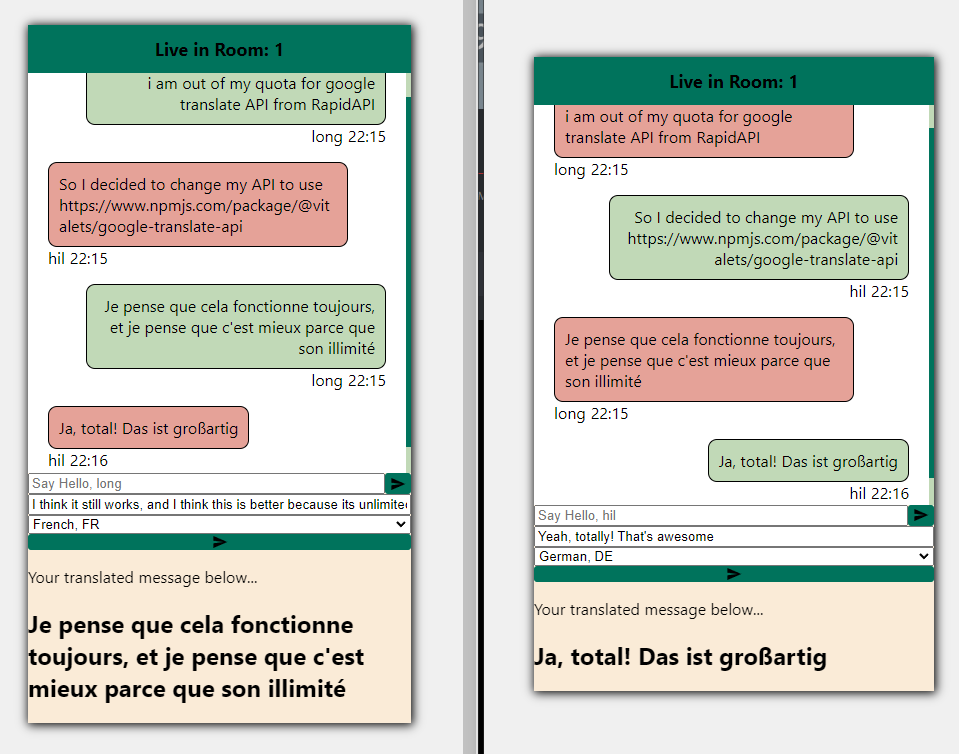 Live in Room: 1
i am out of my quota for google
translate API from RapidAPI
long 22:15
So I decided to change my API to use
https://www.npmjs.com/package/@vit
alets/google-translate-api
hil 22:15
Je pense que cela fonctionne toujours,
et je pense que c'est mieux parce que
son illimité
long 22:15
Ja, total! Das ist großartig
hil 22:16
Say Hello, long
I think it still works, and I think this is better because its unlimited
French, FR
Your translated message below...
Je pense que cela fonctionne
toujours, et je pense que c'est
mieux parce que son illimité
Live in Room: 1
i am out of my quota for google
translate API from RapidAPI
long 22:15
So I decided to change my API to use
https://www.npmjs.com/package/@vit
alets/google-translate-api
hil 22:15
Je pense que cela fonctionne toujours,
et je pense que c'est mieux parce que
son illimité
long 22:15
Ja, total! Das ist großartig
hil 22:16
Say Hello, hil
Yeah, totally! That's awesome
German, DE
Your translated message below...
Ja, total! Das ist großartig